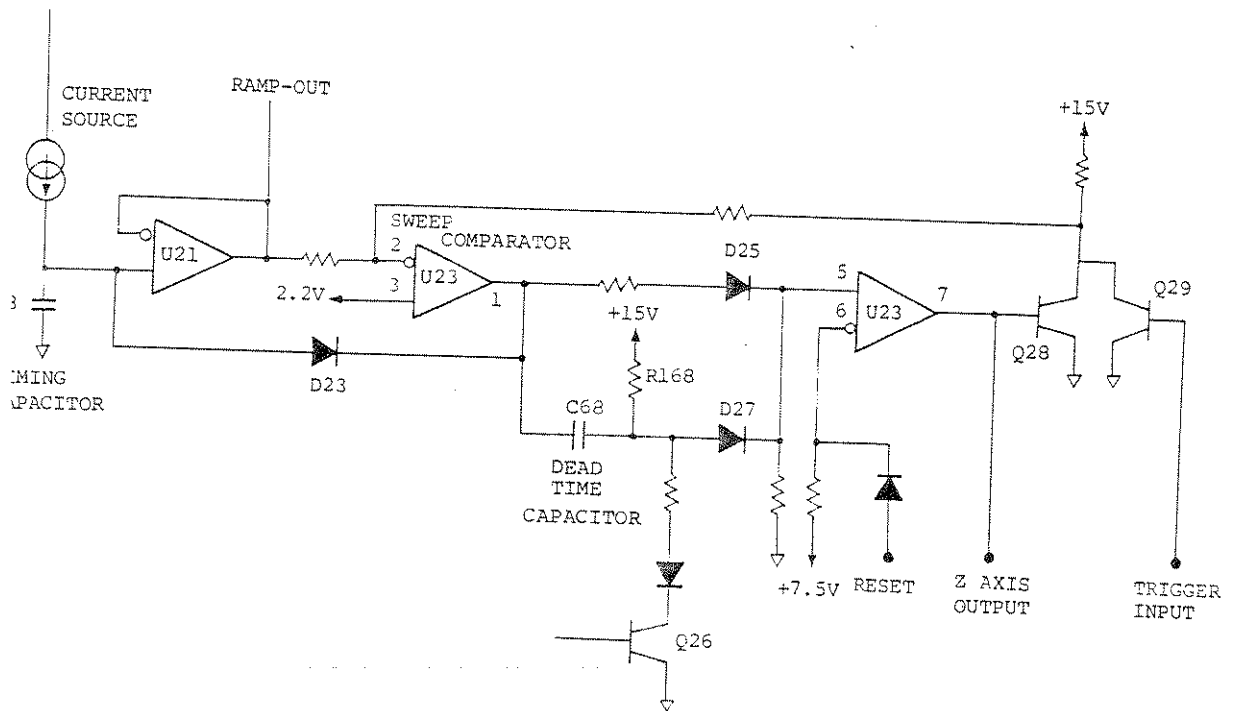 CURRENT
SOURCE
RAMP-OUT
+15V
SWEEP
COMPARATOR
U21
2
U23
3
1
2.2V
D25
5
6
U23
7
Q29
Q28
+15V
D23
R168
C68
D27
3
IMING
APACITOR
DEAD
TIME
CAPACITOR
+7.5V
RESET
Z AXIS
OUTPUT
TRIGGER
INPUT
Q26